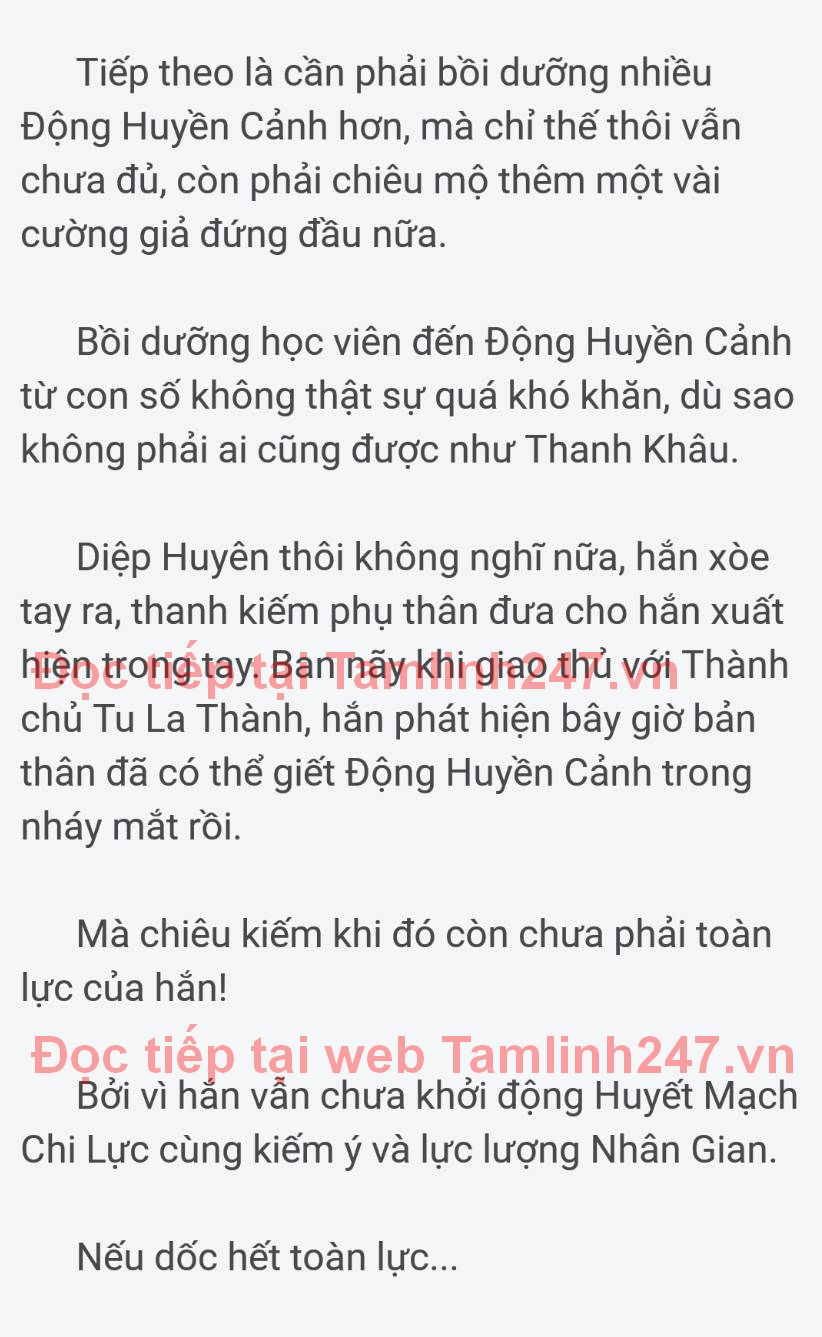 Tiếp theo là cần phải bồi dưỡng nhiều
Động Huyền Cảnh hơn, mà chỉ thế thôi vẫn
chưa đủ, còn phải chiêu mộ thêm một vài
cường giả đứng đầu nữa.
Bồi dưỡng học viên đến Động Huyền Cảnh
từ con số không thật sự quá khó khăn, dù sao
không phải ai cũng được như Thanh Khâu.
Diệp Huyên thôi không nghĩ nữa, hắn xòe
tay ra, thanh kiếm phụ thân đưa cho hắn xuất
hiện trong tay. Ban nãy khi giao thủ với Thành
Đọc tiếp tại Tamlinh247.vn
chủ Tu La Thành, hắn phát hiện bây giờ bản
thân đã có thể giết Động Huyền Cảnh trong
nháy mắt rồi.
Mà chiêu kiếm khi đó còn chưa phải toàn
lực của hắn!
Đọc tiếp tại web Tamlinh247.vn
Bởi vì hắn vẫn chưa khởi động Huyết Mạch
Chi Lực cùng kiếm ý và lực lượng Nhân Gian.
Nếu dốc hết toàn lực...